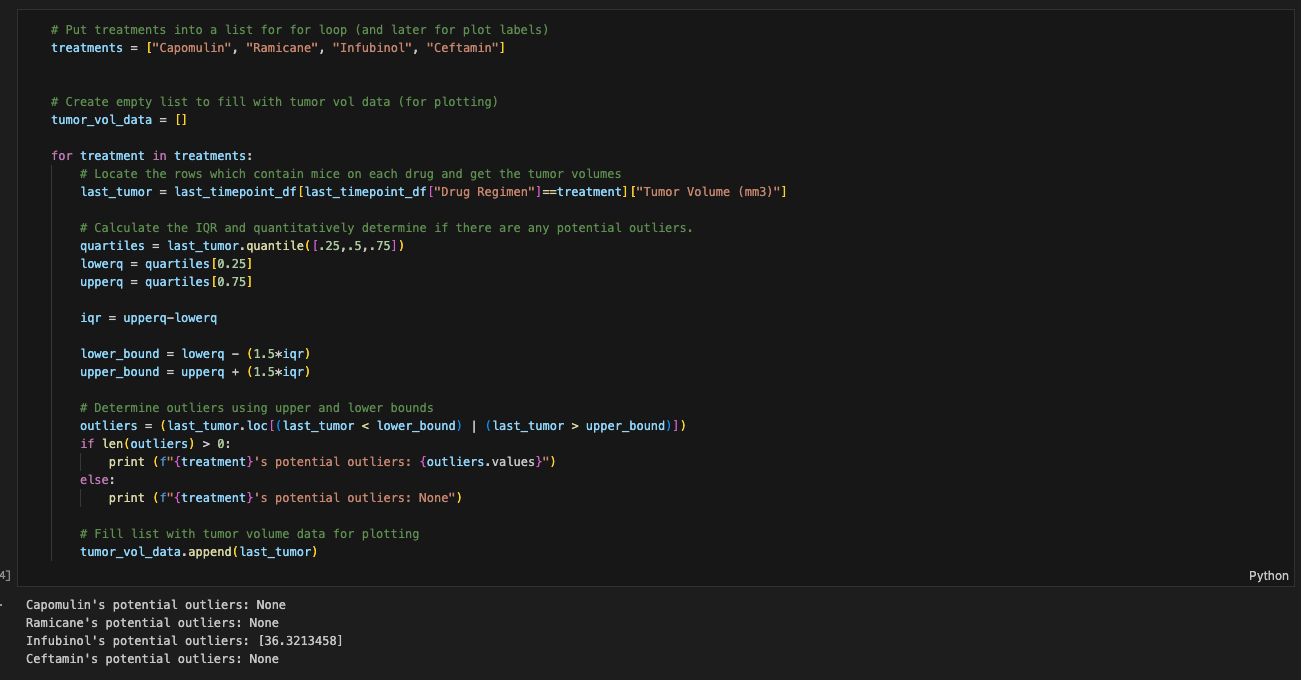 # Put treatments into a list for for loop (and later for plot labels)
treatments = ["Capomulin", "Ramicane", "Infubinol", "Ceftamin"]
# Create empty list to fill with tumor vol data (for plotting)
tumor_vol_data = []
for treatment in treatments:
# Locate the rows which contain mice on each drug and get the tumor volumes
last_tumor = last_timepoint_df[last_timepoint_df["Drug Regimen"]==treatment]["Tumor Volume (mm3)"]
# Calculate the IQR and quantitatively determine if there are any potential outliers.
quartiles = last_tumor.quantile([.25,.5,.75])
lowerq = quartiles[0.25]
upperq = quartiles[0.75]
iqr = upperq-lowerq
lower_bound = lowerq - (1.5*iqr)
upper_bound = upperq + (1.5*iqr)
# Determine outliers using upper and lower bounds
outliers = (last_tumor.loc[(last_tumor < lower_bound) | (last_tumor > upper_bound)])
if len(outliers) > 0:
print (f"{treatment}'s potential outliers: {outliers.values}")
else:
print (f"{treatment}'s potential outliers: None")
# Fill list with tumor volume data for plotting
tumor_vol_data.append(last_tumor)
4]
Python
Capomulin's potential outliers: None
Ramicane's potential outliers: None
Infubinol's potential outliers: [36.3213458]
Ceftamin's potential outliers: None